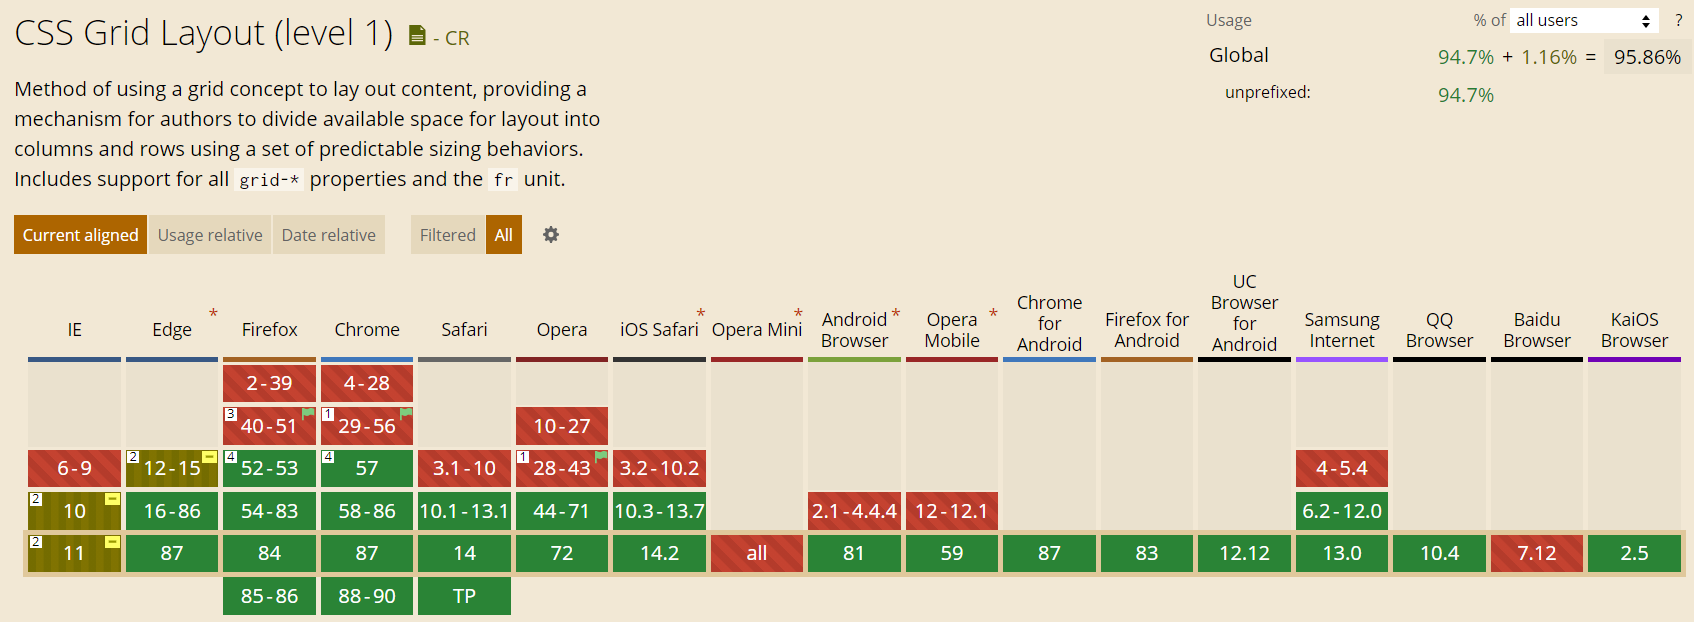 CSS Grid Layout (level 1) - CR
Usage % of all users ?
Global 94.7% + 1.16% = 95.86%
unprefixed: 94.7%
Method of using a grid concept to lay out content, providing a
mechanism for authors to divide available space for layout into
columns and rows using a set of predictable sizing behaviors.
Includes support for all grid-* properties and the fr unit.
Current aligned Usage relative Date relative Filtered All
IE
Edge *
Firefox
Chrome
Safari
Opera
iOS Safari *
Opera Mini *
Android Browser *
Opera Mobile *
Chrome for Android
Firefox for Android
UC Browser for Android
Samsung Internet
QQ Browser
Baidu Browser
KaiOS Browser
2-39 4-28
3 40-51 1 29-56 10-27
6-9 2 12-15 4 52-53 4 57 3.1-10 1 28-43 3.2-10.2 4-5.4
2 10 16-86 54-83 58-86 10.1-13.1 44-71 10.3-13.7 2.1-4.4.4 12-12.1 6.2-12.0
2 11 87 84 87 14 72 14.2 all 81 59 87 83 12.12 13.0 10.4 7.12 2.5
85-86 88-90 TP